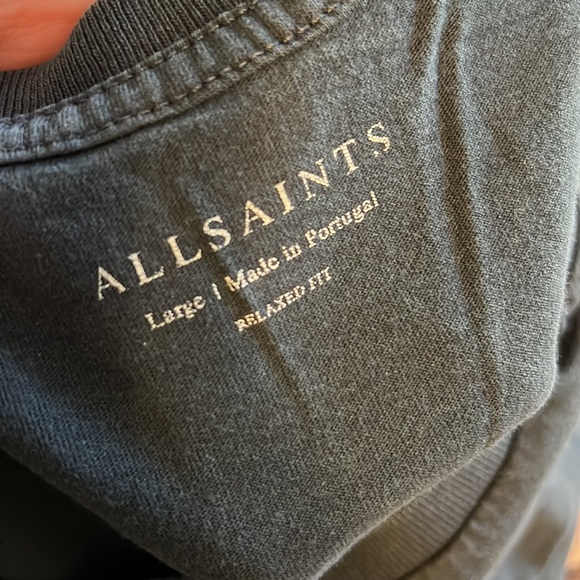 ALLSAINTS
Large | Made in Portugal
RELAXED FIT